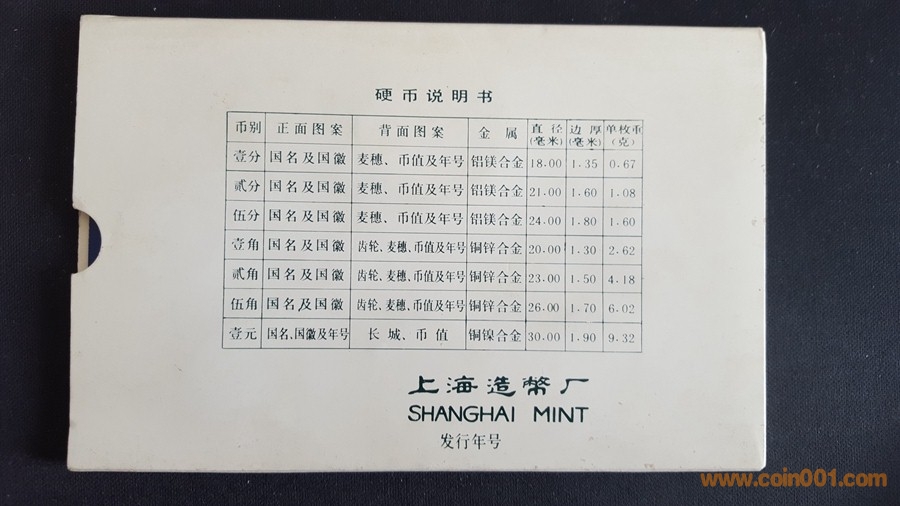 硬币说明书
币别 正面图案 背面图案 金属 直径(毫米) 边厚(毫米) 单枚重(克)
壹分 国名及国徽 麦穗、币值及年号 铝镁合金 18.00 1.35 0.67
贰分 国名及国徽 麦穗、币值及年号 铝镁合金 21.00 1.60 1.08
伍分 国名及国徽 麦穗、币值及年号 铝镁合金 24.00 1.80 1.60
壹角 国名及国徽 齿轮、麦穗、币值及年号 铜锌合金 20.00 1.30 2.62
贰角 国名及国徽 齿轮、麦穗、币值及年号 铜锌合金 23.00 1.50 4.18
伍角 国名及国徽 齿轮、麦穗、币值及年号 铜锌合金 26.00 1.70 6.02
壹元 国名、国徽及年号 长城、币值 铜镍合金 30.00 1.90 9.32
上海造幣厂
SHANGHAI MINT
发行年号
www.coin001.com